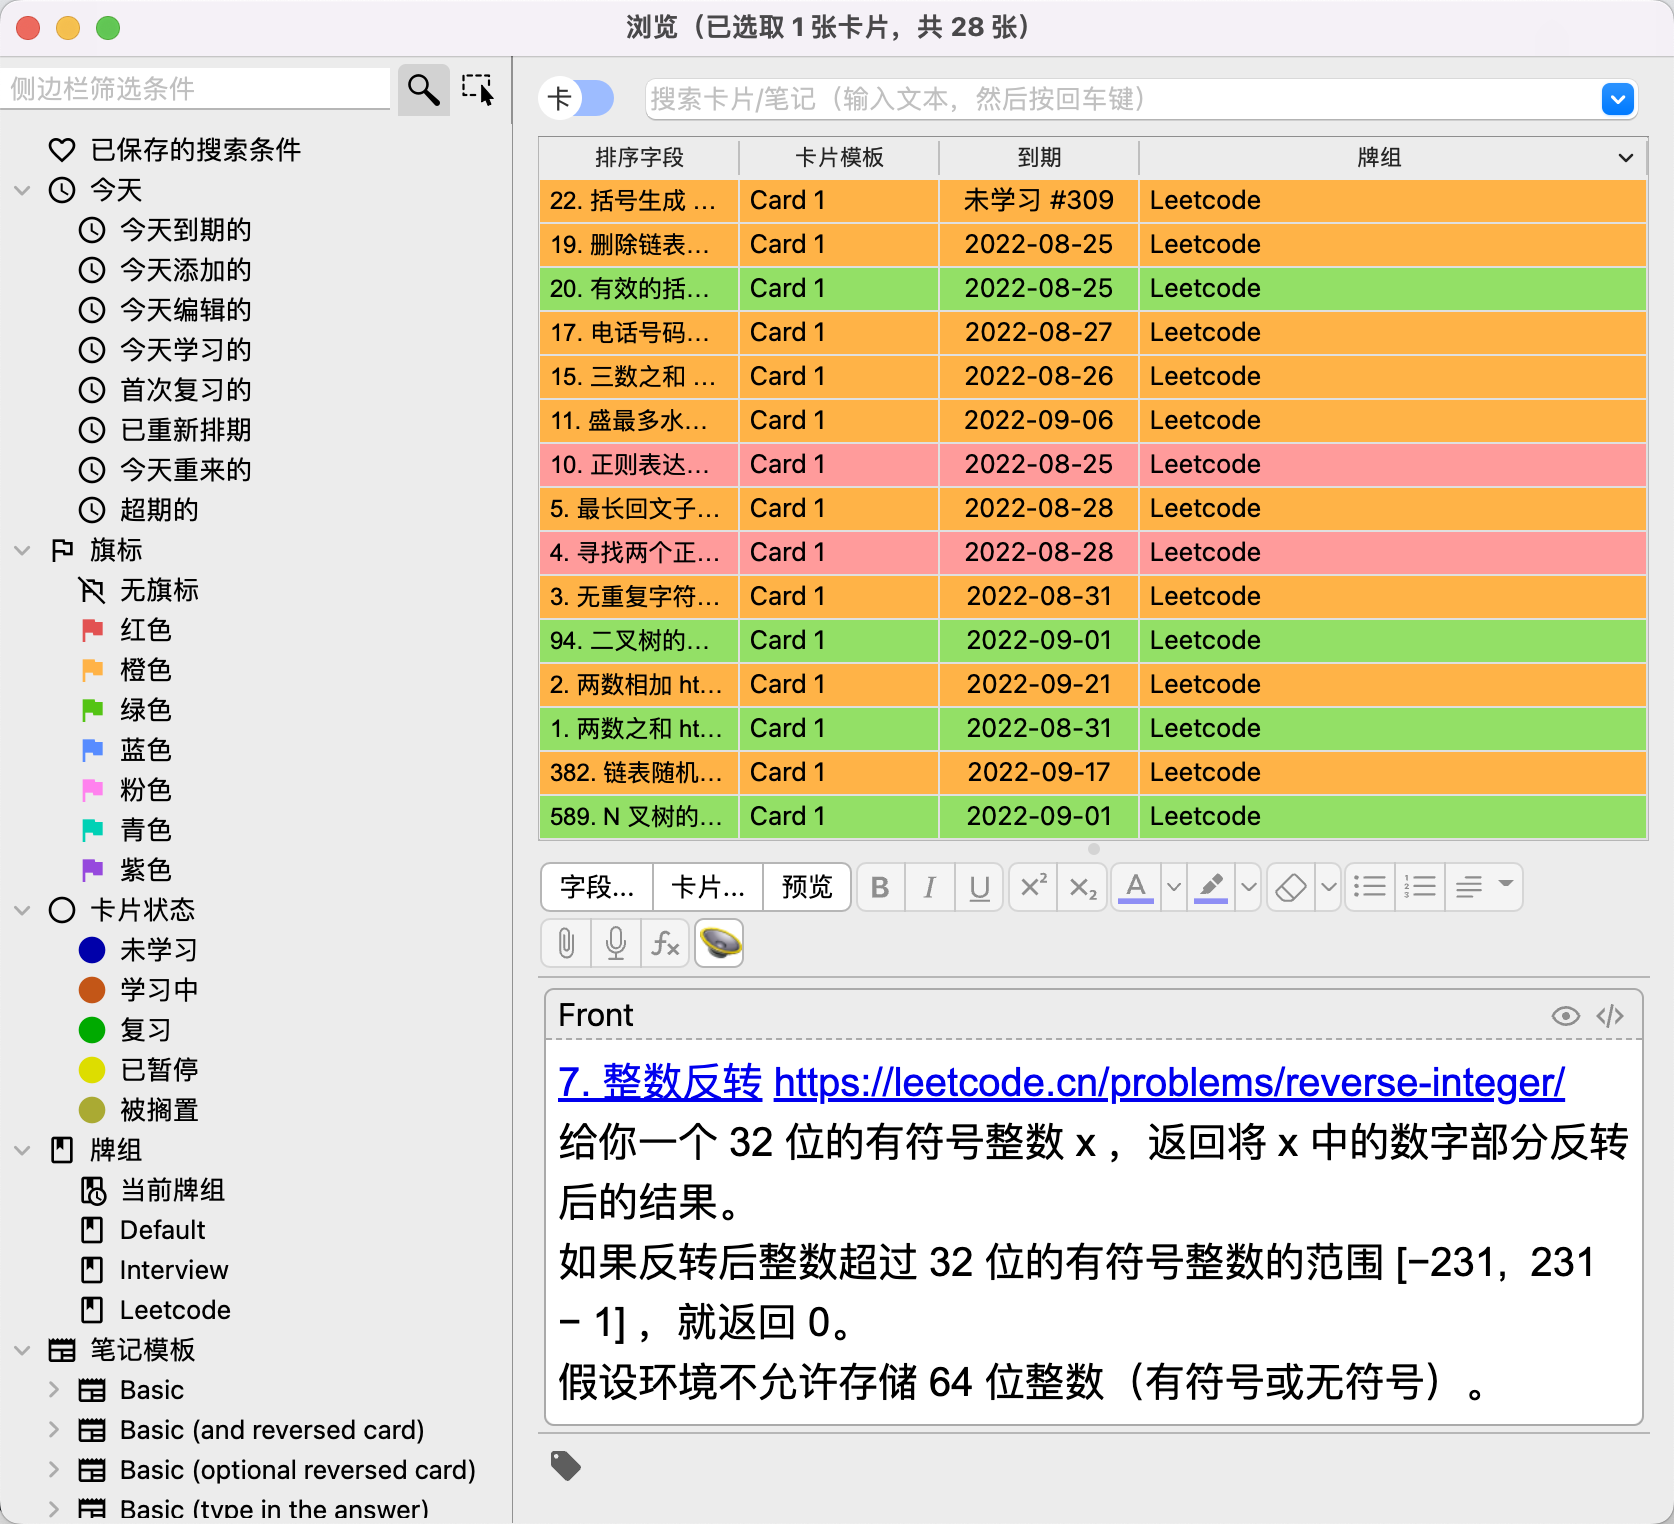 浏览（已选取 1 张卡片，共 28 张）
侧边栏筛选条件
已保存的搜索条件
今天
今天到期的
今天添加的
今天编辑的
今天学习的
首次复习的
已重新排期
今天重来的
超期的
旗标
无旗标
红色
橙色
绿色
蓝色
粉色
青色
紫色
卡片状态
未学习
学习中
复习
已暂停
被搁置
牌组
当前牌组
Default
Interview
Leetcode
笔记模板
Basic
Basic (and reversed card)
Basic (optional reversed card)
Basic (type in the answer)
卡 搜索卡片/笔记（输入文本，然后按回车键）
排序字段 卡片模板 到期 牌组
22. 括号生成 ... Card 1 未学习 #309 Leetcode
19. 删除链表... Card 1 2022-08-25 Leetcode
20. 有效的括... Card 1 2022-08-25 Leetcode
17. 电话号码... Card 1 2022-08-27 Leetcode
15. 三数之和 ... Card 1 2022-08-26 Leetcode
11. 盛最多水... Card 1 2022-09-06 Leetcode
10. 正则表达... Card 1 2022-08-25 Leetcode
5. 最长回文子... Card 1 2022-08-28 Leetcode
4. 寻找两个正... Card 1 2022-08-28 Leetcode
3. 无重复字符... Card 1 2022-08-31 Leetcode
94. 二叉树的... Card 1 2022-09-01 Leetcode
2. 两数相加 ht... Card 1 2022-09-21 Leetcode
1. 两数之和 ht... Card 1 2022-08-31 Leetcode
382. 链表随机... Card 1 2022-09-17 Leetcode
589. N 叉树的... Card 1 2022-09-01 Leetcode
字段... 卡片... 预览 B I U x² x₂ A
fx
Front
7. 整数反转 https://leetcode.cn/problems/reverse-integer/
给你一个 32 位的有符号整数 x ，返回将 x 中的数字部分反转
后的结果。
如果反转后整数超过 32 位的有符号整数的范围 [−231, 231
− 1] ，就返回 0。
假设环境不允许存储 64 位整数（有符号或无符号）。